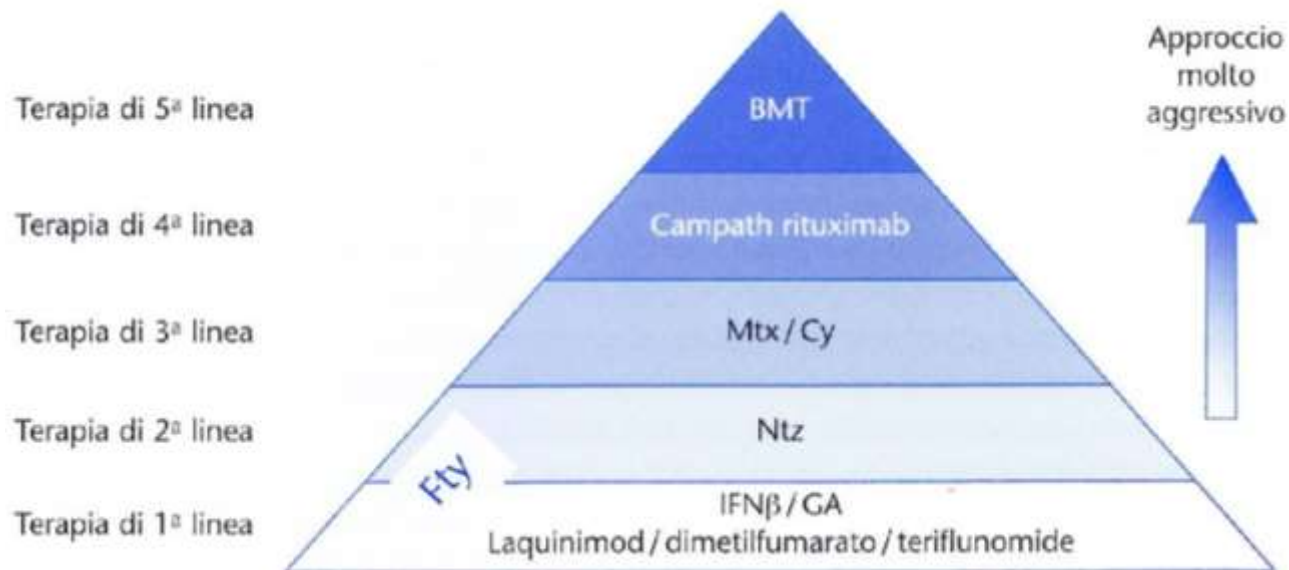 Approccio
molto
aggressivo
Terapia di 5ª linea
BMT
Terapia di 4ª linea
Campath rituximab
Terapia di 3ª linea
Mtx / Cy
Terapia di 2ª linea
Ntz
Fty
Terapia di 1ª linea
IFNβ / GA
Laquinimod / dimetilfumarato / teriflunomide